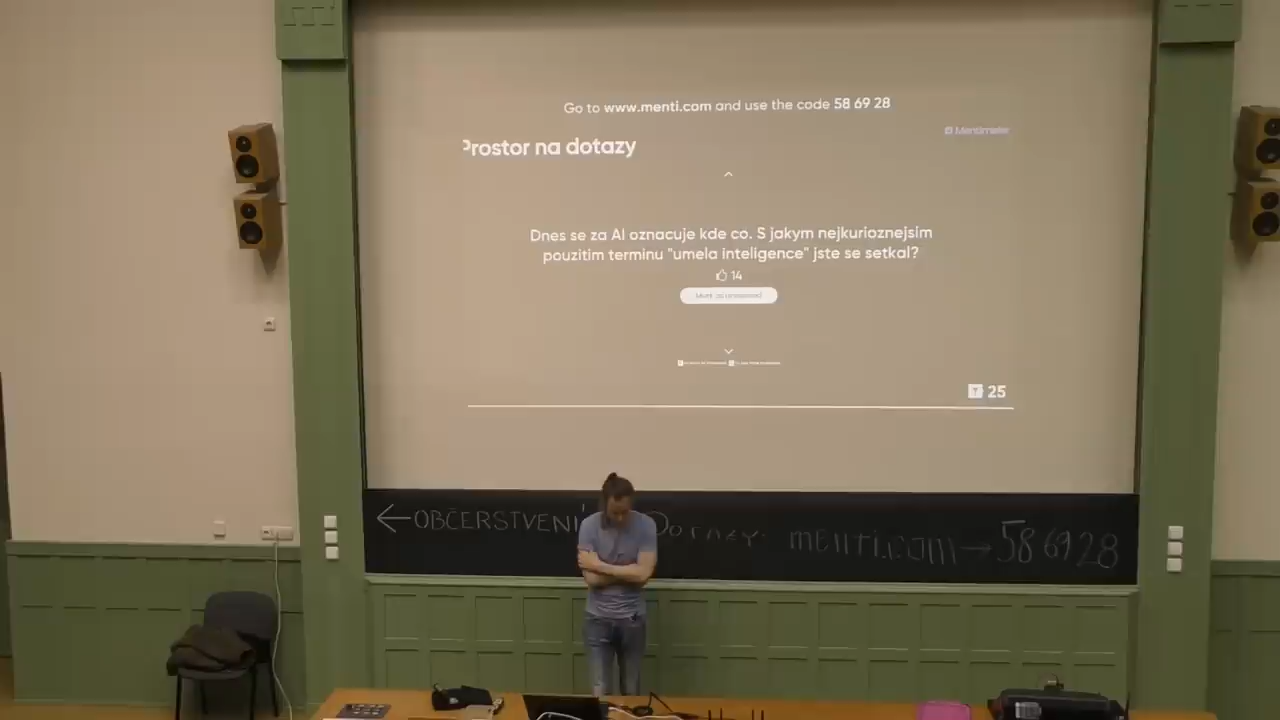 Go to www.menti.com and use the code 58 69 28
Mentimeter
Prostor na dotazy
Dnes se za AI oznacuje kde co. S jakym nejkurioznejsim
pouzitim terminu "umela inteligence" jste se setkal?
14
25
← OBČERSTVENÍ
DOTAZY: menti.com → 58 69 28